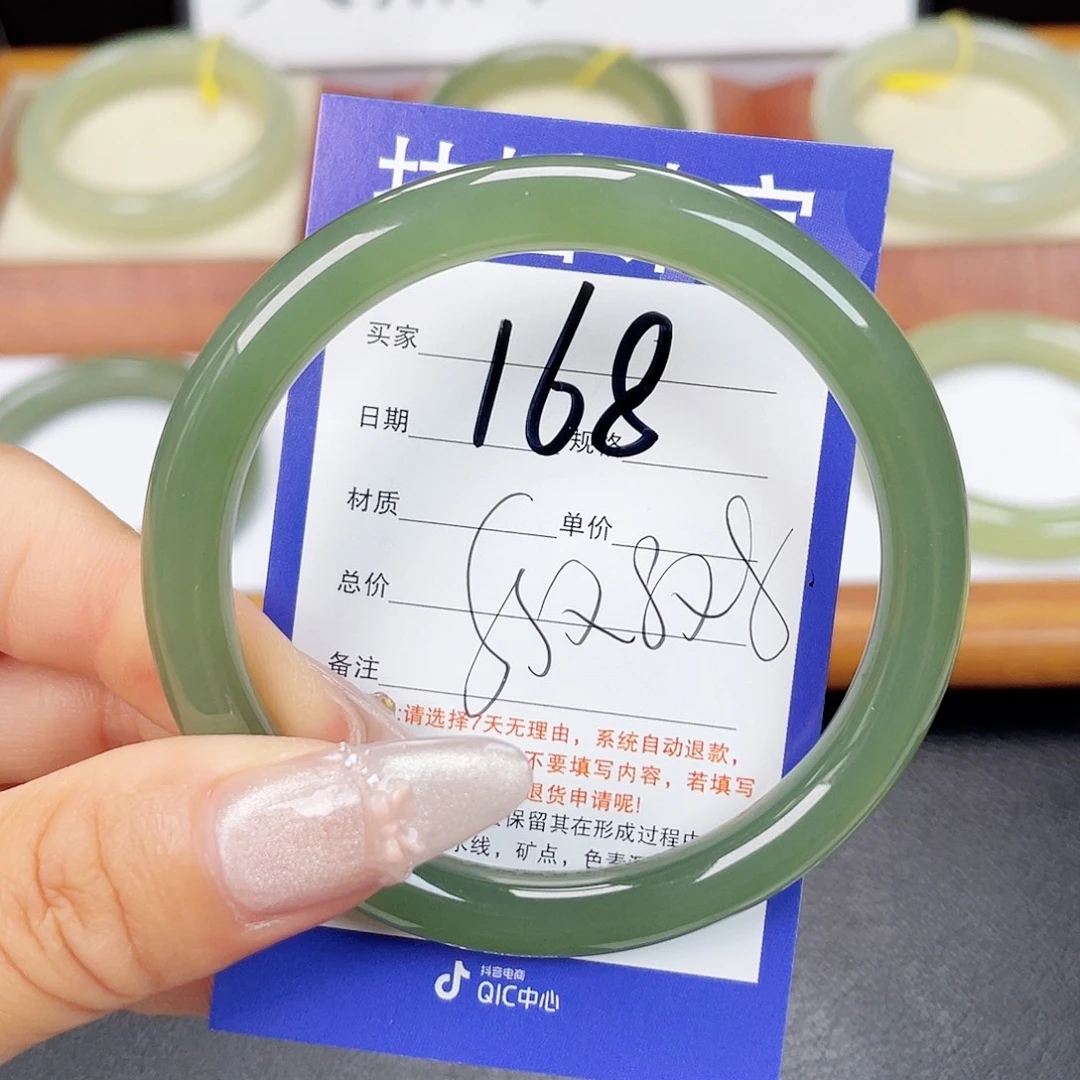 168
买家
日期 规格
材质 单价
总价
备注
:请选择7天无理由，系统自动退款，
不要填写内容，若填写
退货申请呢!
保留其在形成过程中
水线，矿点，色素
抖音电商
QIC中心